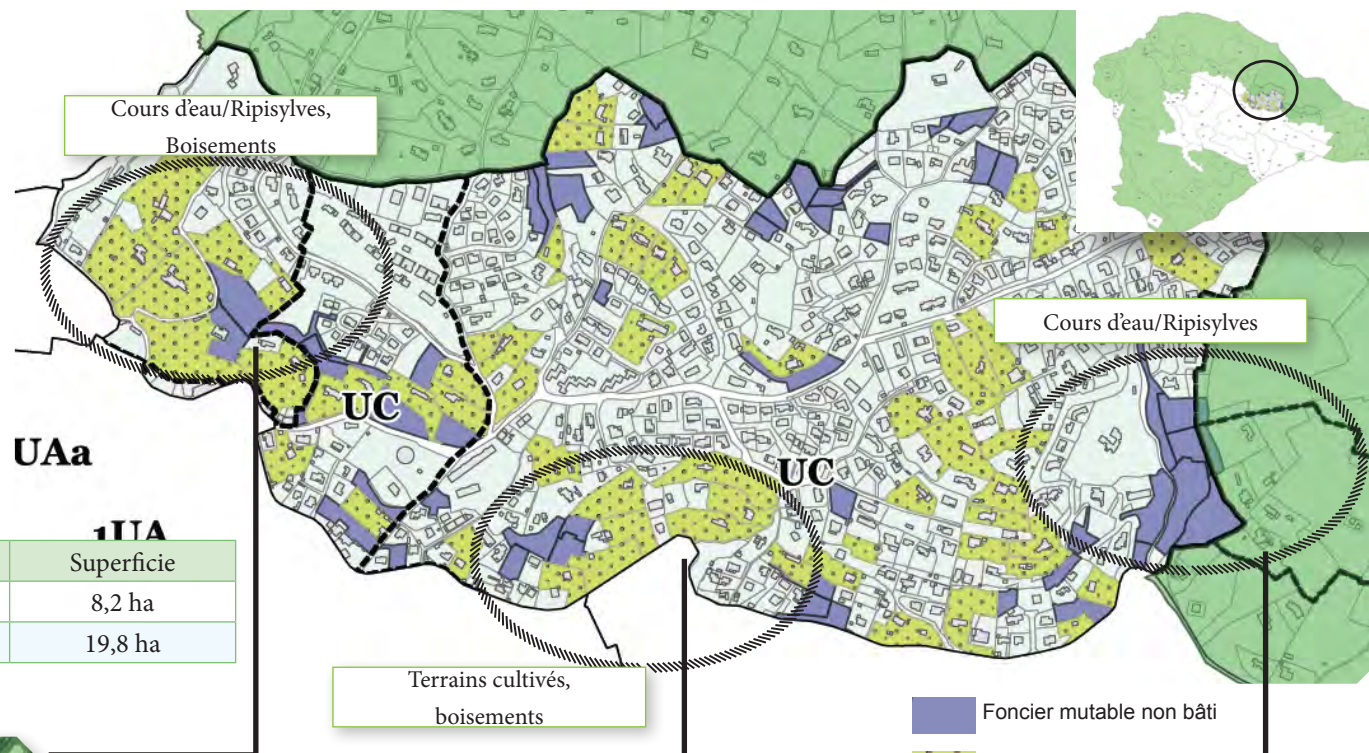 Cours d'eau/Ripisylves,
Boisements
Cours d'eau/Ripisylves
UC
UAa
UC
1UA
Superficie
8,2 ha
19,8 ha
Terrains cultivés,
boisements
Foncier mutable non bâti